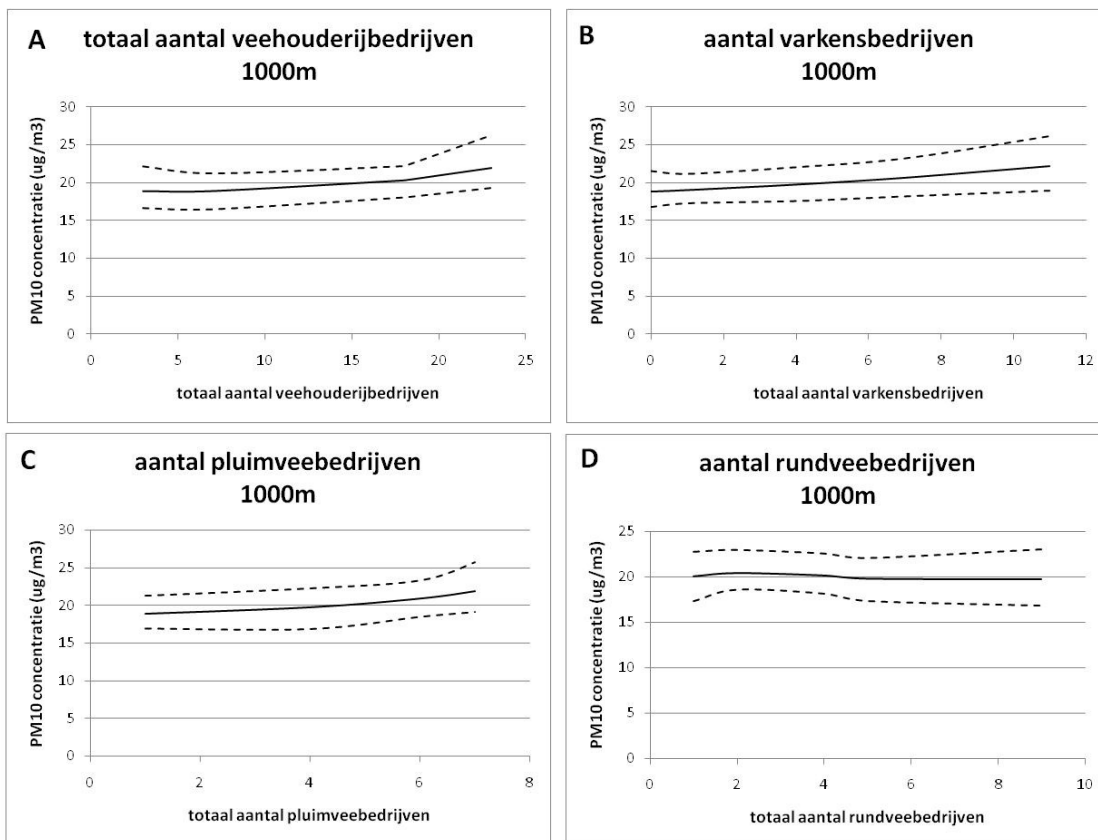 A
totaal aantal veehouderijbedrijven
1000m
PM10 concentratie (ug/m3)
30
25
20
15
10
5
0
0 5 10 15 20 25
totaal aantal veehouderijbedrijven
B
aantal varkensbedrijven
1000m
PM10 concentratie (ug/m3)
30
25
20
15
10
5
0
0 2 4 6 8 10 12
totaal aantal varkensbedrijven
C
aantal pluimveebedrijven
1000m
PM10 concentratie (ug/m3)
30
25
20
15
10
5
0
0 2 4 6 8
totaal aantal pluimveebedrijven
D
aantal rundveebedrijven
1000m
PM10 concentratie (ug/m3)
25
20
15
10
5
0
0 2 4 6 8 10
totaal aantal rundveebedrijven